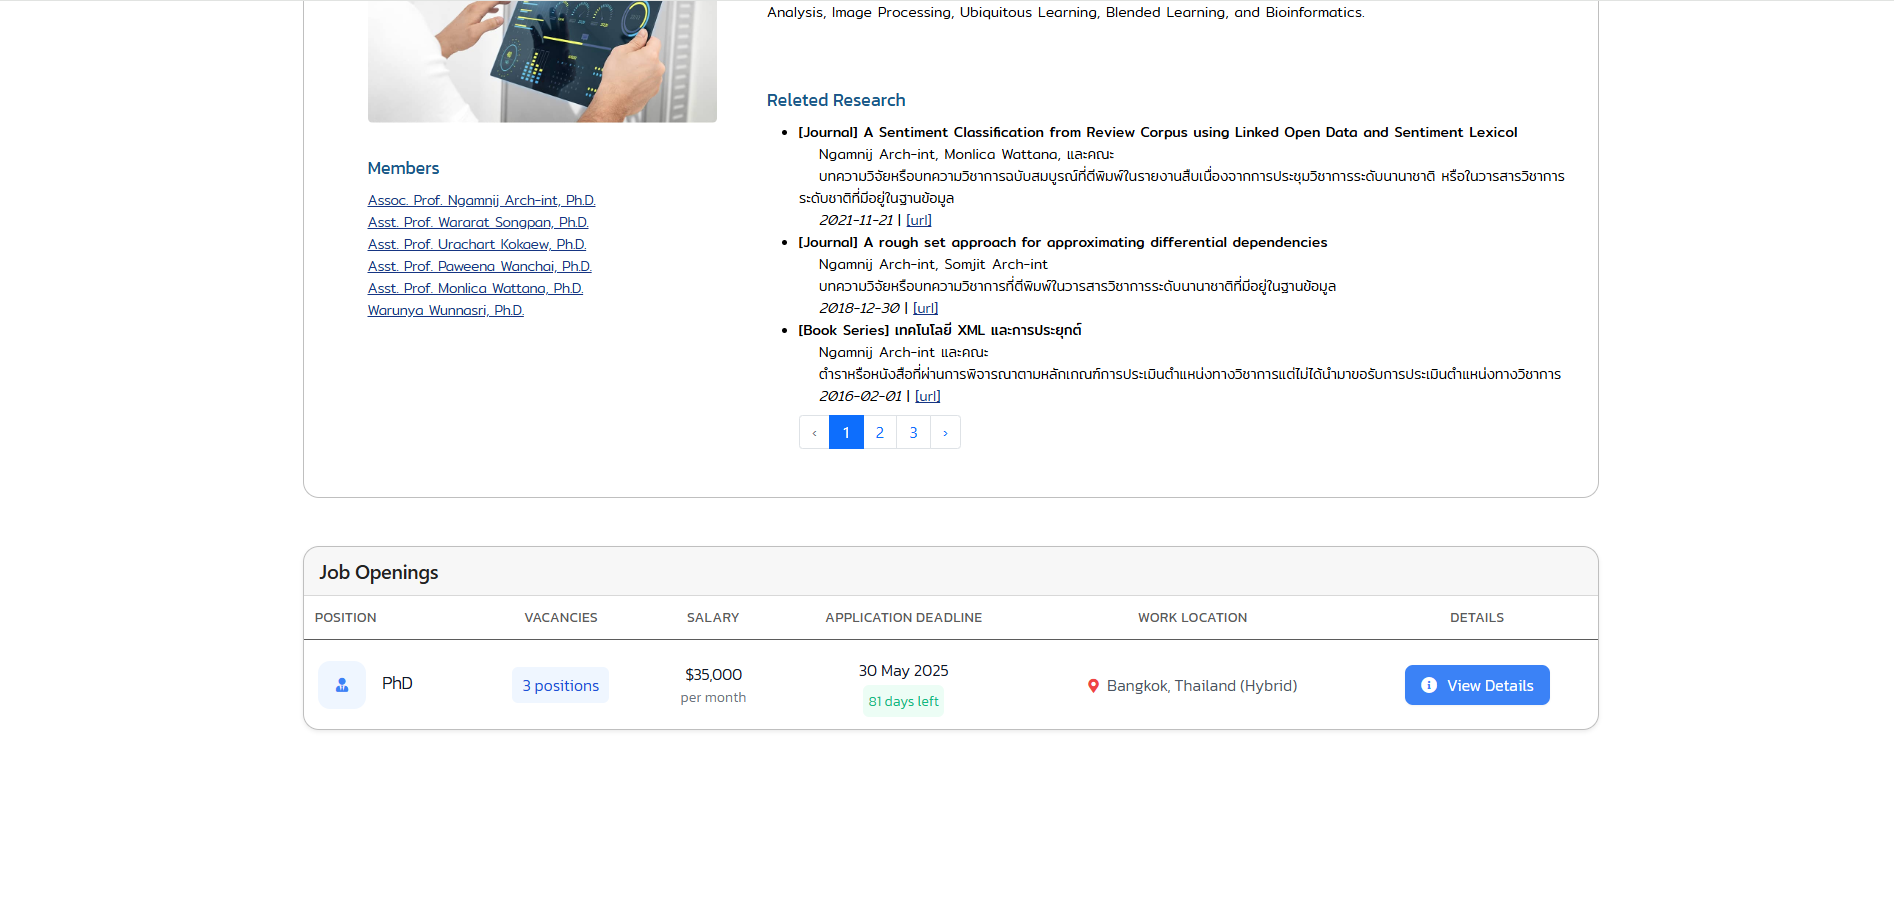 Analysis, Image Processing, Ubiquitous Learning, Blended Learning, and Bioinformatics.
Members
Assoc. Prof. Ngamnij Arch-int, Ph.D.
Asst. Prof. Wararat Songpan, Ph.D.
Asst. Prof. Urachart Kokaew, Ph.D.
Asst. Prof. Paweena Wanchai, Ph.D.
Asst. Prof. Monlica Wattana, Ph.D.
Warunya Wunnasri, Ph.D.
Releted Research
[Journal] A Sentiment Classification from Review Corpus using Linked Open Data and Sentiment Lexicol
Ngamnij Arch-int, Monlica Wattana, และคณะ
บทความวิจัยหรือบทความวิชาการฉบับสมบูรณ์ที่ตีพิมพ์ในรายงานสืบเนื่องจากการประชุมวิชาการระดับนานาชาติ หรือในวารสารวิชาการ
ระดับชาติที่มีอยู่ในฐานข้อมูล
2021-11-21 | [url]
[Journal] A rough set approach for approximating differential dependencies
Ngamnij Arch-int, Somjit Arch-int
บทความวิจัยหรือบทความวิชาการที่ตีพิมพ์ในวารสารวิชาการระดับนานาชาติที่มีอยู่ในฐานข้อมูล
2018-12-30 | [url]
[Book Series] เทคโนโลยี XML และการประยุกต์
Ngamnij Arch-int และคณะ
ตำราหรือหนังสือที่ผ่านการพิจารณาตามหลักเกณฑ์การประเมินตำแหน่งทางวิชาการแต่ไม่ได้นำมาขอรับการประเมินตำแหน่งทางวิชาการ
2016-02-01 | [url]
‹ 1 2 3 ›
Job Openings
POSITION VACANCIES SALARY APPLICATION DEADLINE WORK LOCATION DETAILS
PhD
3 positions
$35,000
per month
30 May 2025
81 days left
Bangkok, Thailand (Hybrid)
View Details